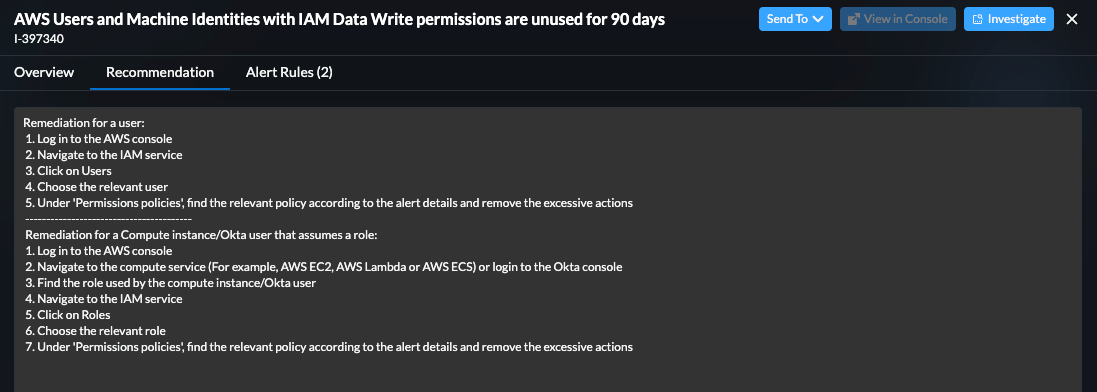 AWS Users and Machine Identities with IAM Data Write permissions are unused for 90 days
I-397340
Send To
View in Console
Investigate
Overview
Recommendation
Alert Rules (2)
Remediation for a user:
1. Log in to the AWS console
2. Navigate to the IAM service
3. Click on Users
4. Choose the relevant user
5. Under 'Permissions policies', find the relevant policy according to the alert details and remove the excessive actions
----------------------------------------
Remediation for a Compute instance/Okta user that assumes a role:
1. Log in to the AWS console
2. Navigate to the compute service (For example, AWS EC2, AWS Lambda or AWS ECS) or login to the Okta console
3. Find the role used by the compute instance/Okta user
4. Navigate to the IAM service
5. Click on Roles
6. Choose the relevant role
7. Under 'Permissions policies', find the relevant policy according to the alert details and remove the excessive actions